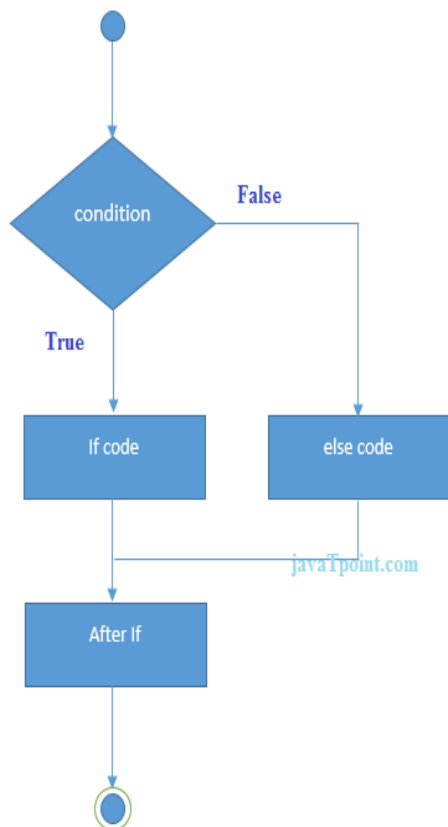 condition
False
True
If code
else code
javaTpoint.com
After If